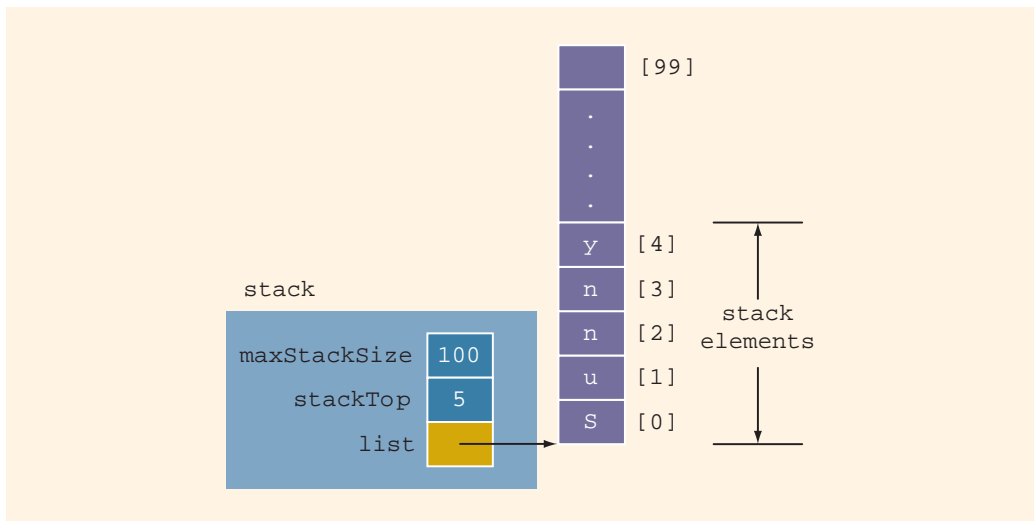 [99]
.
.
.
.
y [4]
n [3]
n [2]
u [1]
S [0]
stack
elements
stack
maxStackSize 100
stackTop 5
list